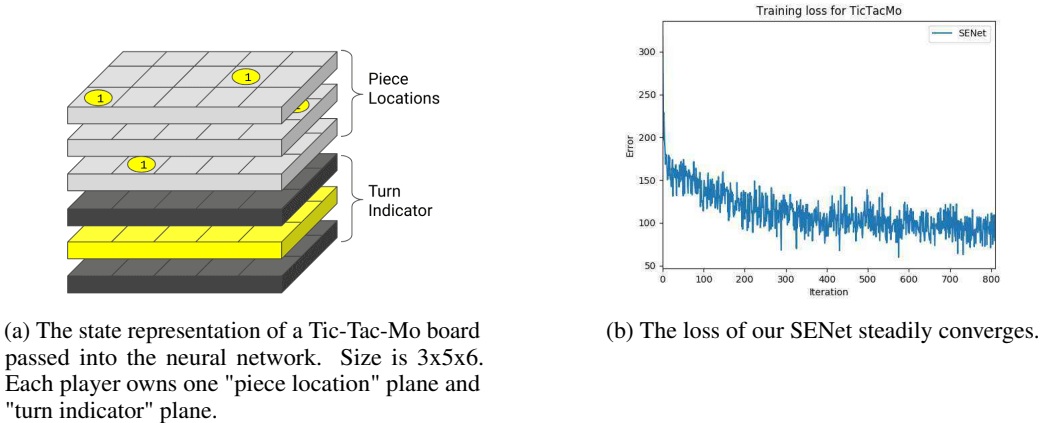 1
1
1
1
Piece
Locations
Turn
Indicator
(a) The state representation of a Tic-Tac-Mo board
passed into the neural network. Size is 3x5x6.
Each player owns one "piece location" plane and
"turn indicator" plane.
Training loss for TicTacMo
SENet
300
250
200
150
100
50
Error
0 100 200 300 400 500 600 700 800
Iteration
(b) The loss of our SENet steadily converges.